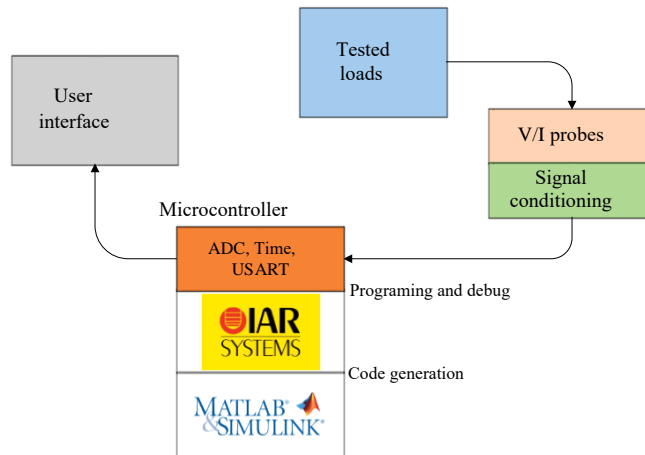 Tested
loads
User
interface
V/I probes
Signal
conditioning
Microcontroller
ADC, Time,
USART
Programing and debug
IAR
SYSTEMS
Code generation
MATLAB®
&SIMULINK®